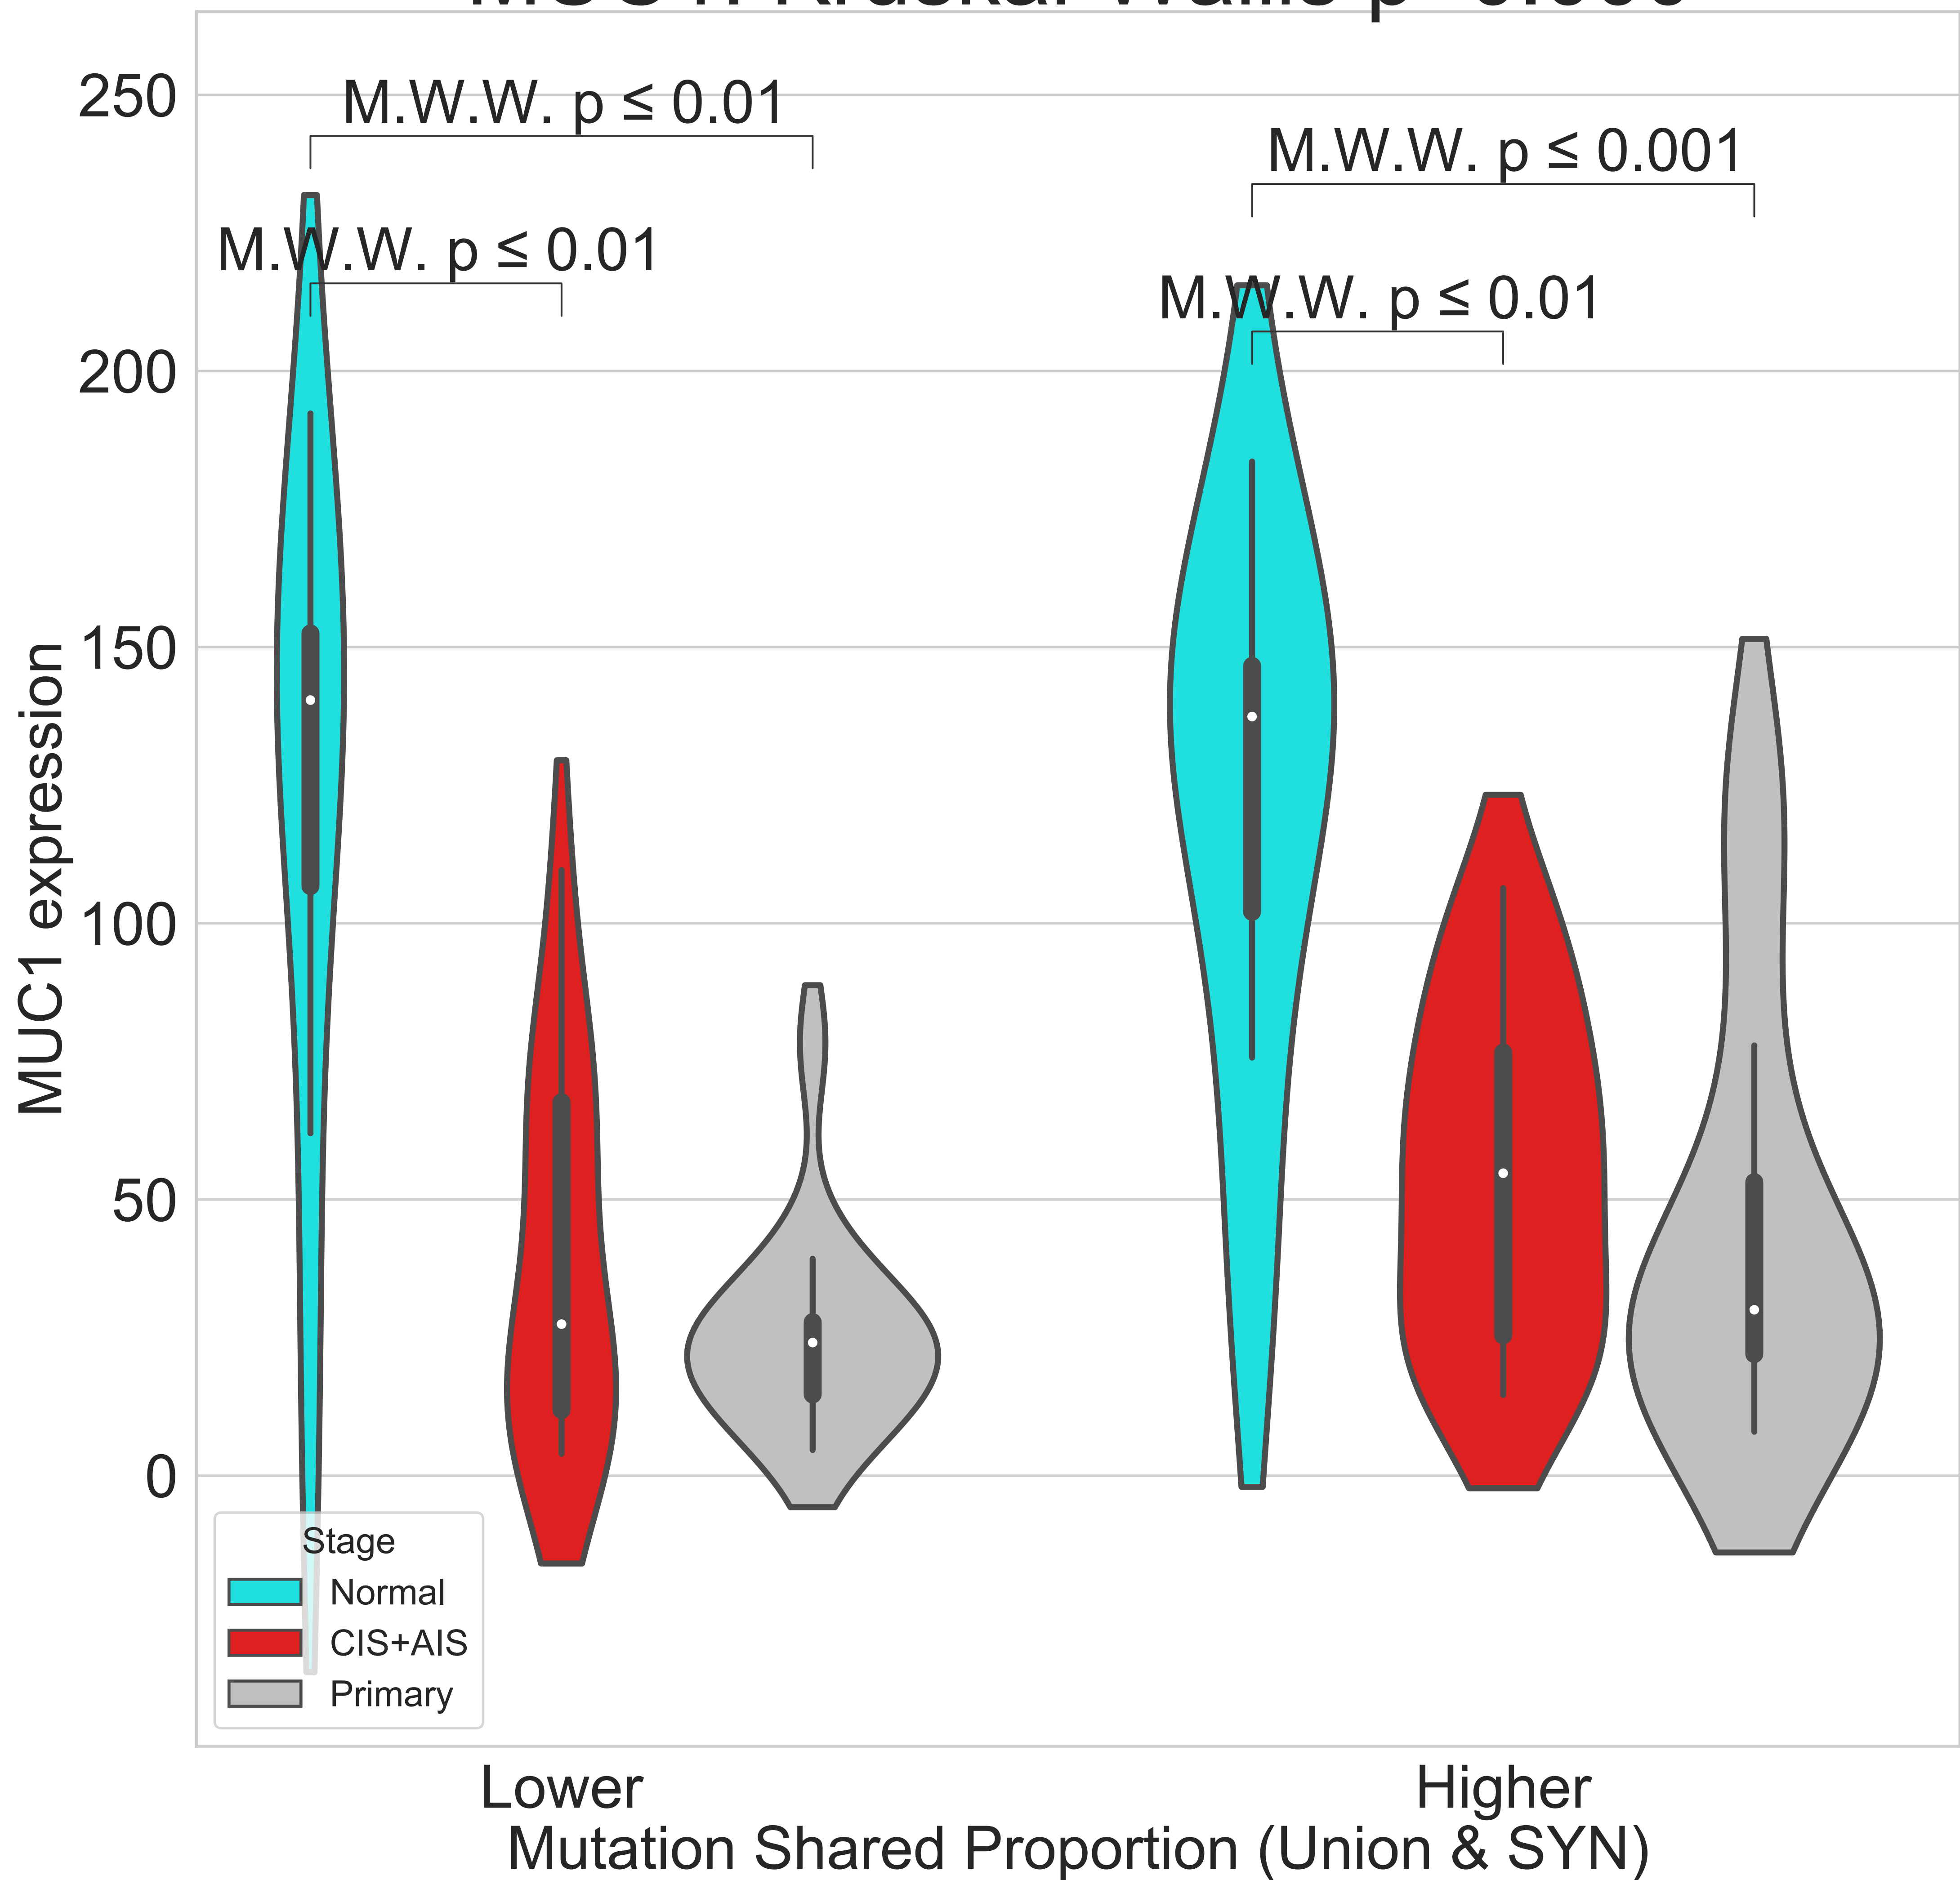 250
200
150
100
50
0
MUC1 expression
M.W.W. p ≤ 0.01
M.W.W. p ≤ 0.01
M.W.W. p ≤ 0.001
M.W.W. p ≤ 0.01
Stage
Normal
CIS+AIS
Primary
Lower
Higher
Mutation Shared Proportion (Union & SYN)